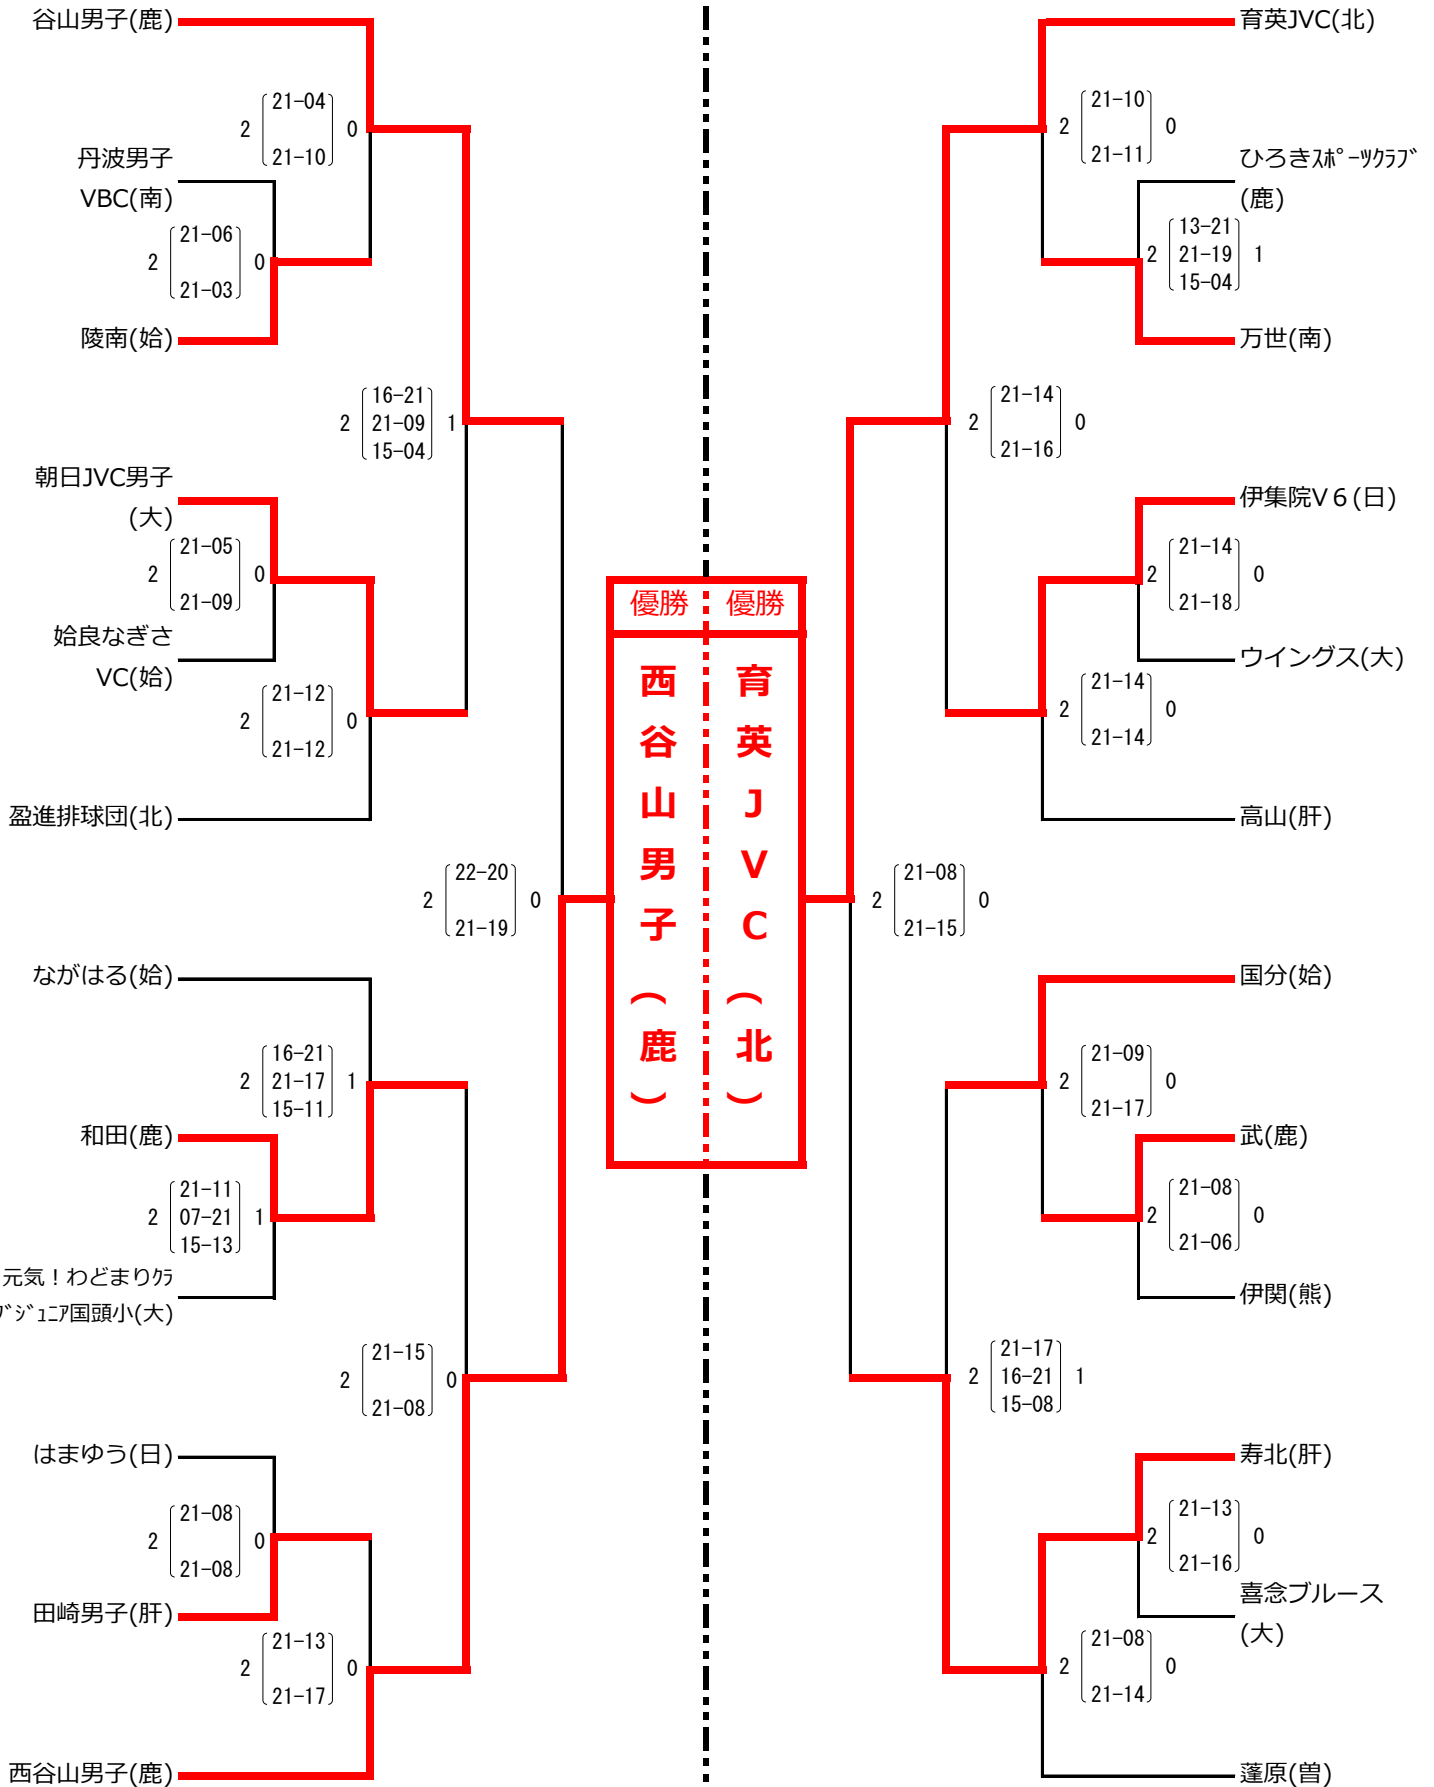 谷山男子(鹿)
21-04
2 0
21-10
丹波男子
VBC(南)
21-06
2 0
21-03
陵南(姶)
16-21
2 21-09 1
15-04
朝日JVC男子
(大)
21-05
2 0
21-09
姶良なぎさ
VC(姶)
21-12
2 0
21-12
盈進排球団(北)
22-20
2 0
21-19
ながはる(姶)
16-21
2 21-17 1
15-11
和田(鹿)
21-11
2 07-21 1
15-13
元気！わどまりｸﾗ
ﾌﾞｼﾞｭﾆｱ国頭小(大)
21-15
2 0
21-08
はまゆう(日)
21-08
2 0
21-08
田崎男子(肝)
21-13
2 0
21-17
西谷山男子(鹿)
優勝
西谷山男子(鹿)
優勝
育英JVC(北)
育英JVC(北)
21-10
2 0
21-11
ひろきｽﾎﾟｰﾂｸﾗﾌﾞ
(鹿)
13-21
2 21-19 1
15-04
万世(南)
21-14
2 0
21-16
伊集院V６(日)
21-14
2 0
21-18
ウイングス(大)
21-14
2 0
21-14
高山(肝)
21-08
2 0
21-15
国分(姶)
21-09
2 0
21-17
武(鹿)
21-08
2 0
21-06
伊関(熊)
21-17
2 16-21 1
15-08
寿北(肝)
21-13
2 0
21-16
喜念ブルース
(大)
21-08
2 0
21-14
蓬原(曽)